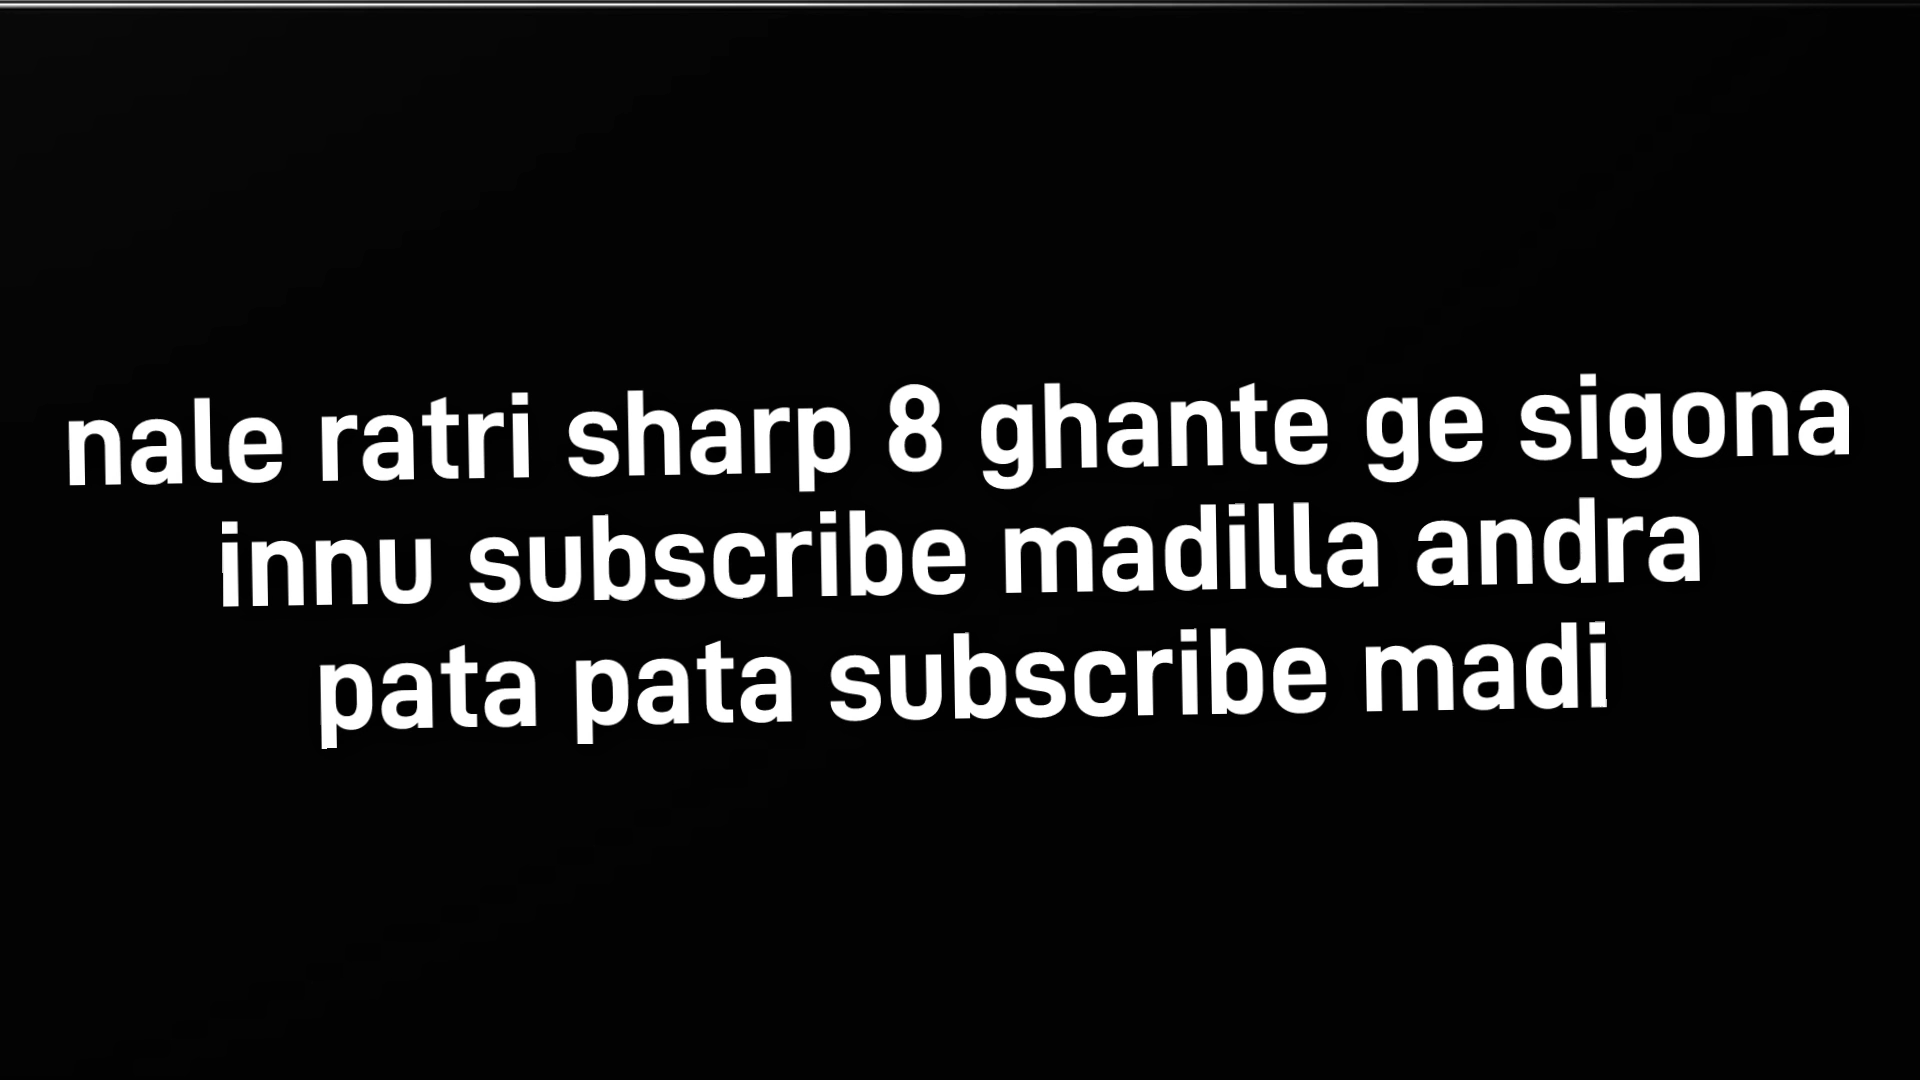 nale ratri sharp 8 ghante ge sigona
innu subscribe madilla andra
pata pata subscribe madi